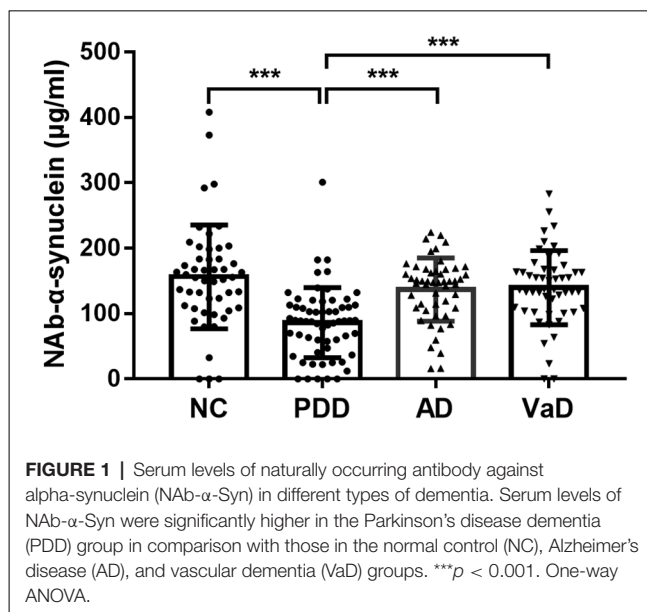 500
400
300
200
100
0
NAb-α-synuclein (μg/ml)
***
***
***
NC PDD AD VaD
FIGURE 1 | Serum levels of naturally occurring antibody against
alpha-synuclein (NAb-α-Syn) in different types of dementia. Serum levels of
NAb-α-Syn were significantly higher in the Parkinson's disease dementia
(PDD) group in comparison with those in the normal control (NC), Alzheimer's
disease (AD), and vascular dementia (VaD) groups. ***p < 0.001. One-way
ANOVA.